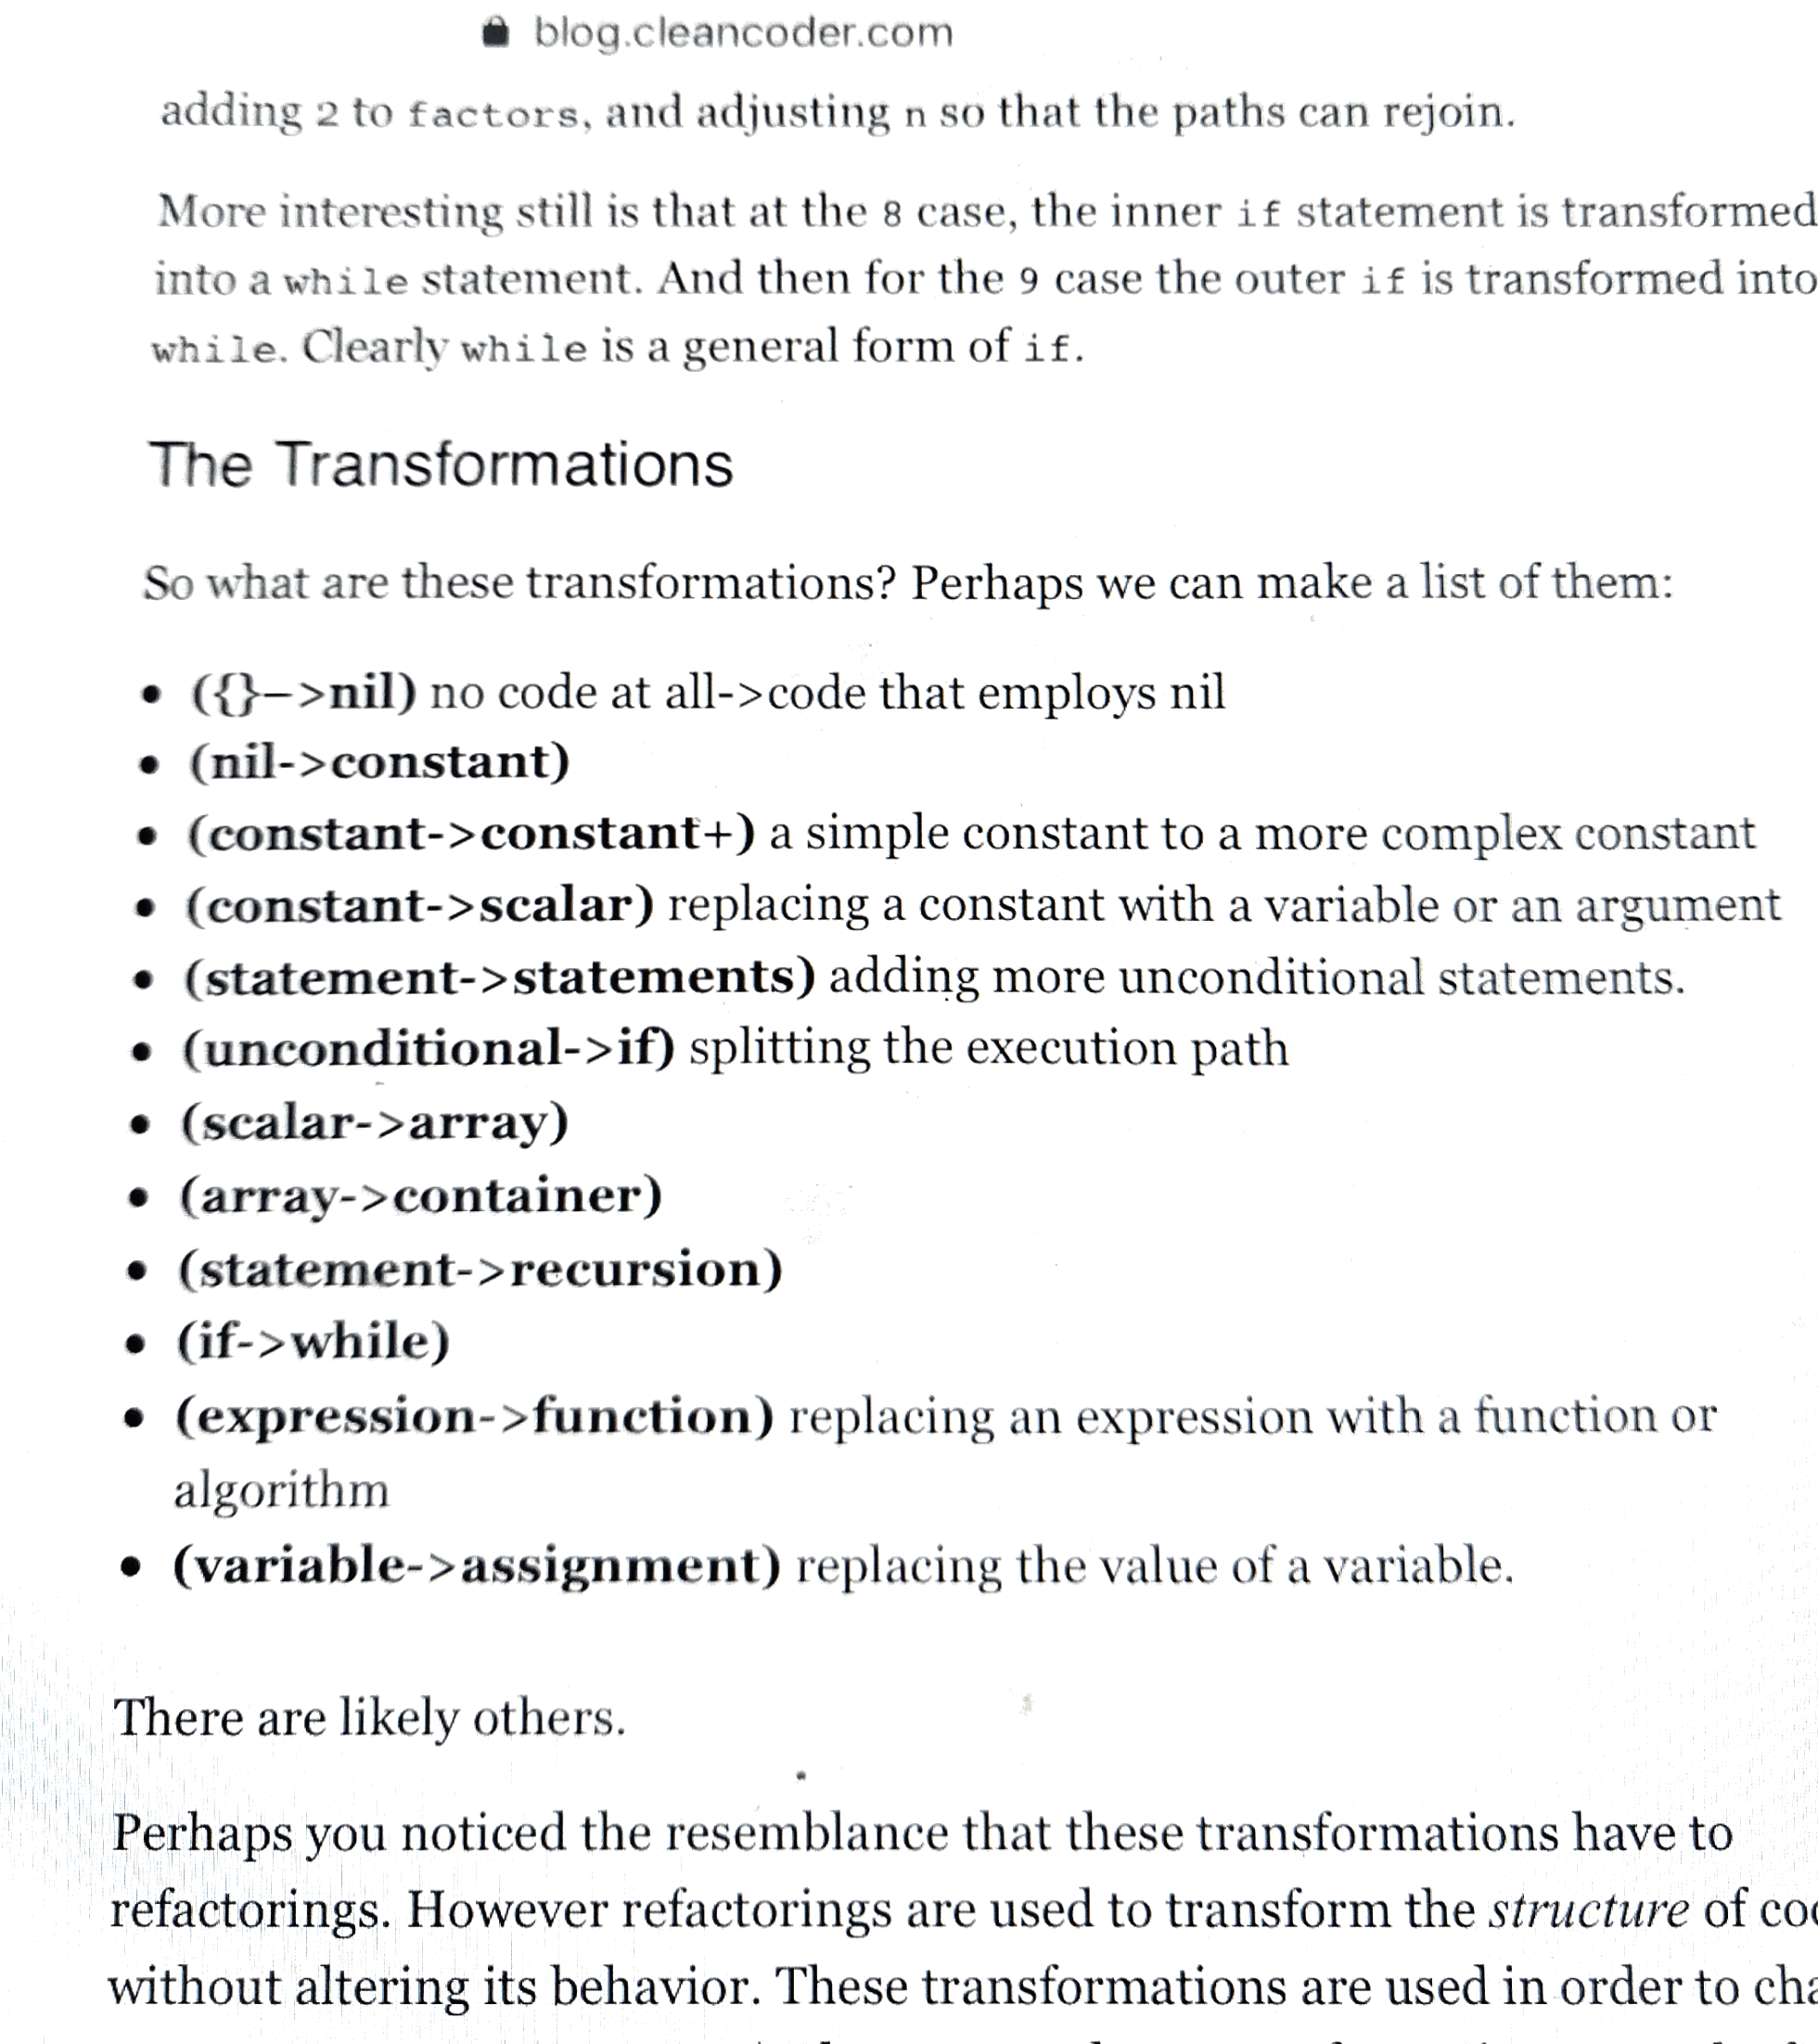 blog.cleancoder.com
adding 2 to factors, and adjusting n so that the paths can rejoin.
More interesting still is that at the 8 case, the inner if statement is transformed
into a while statement. And then for the 9 case the outer if is transformed into
while. Clearly while is a general form of if.
The Transformations
So what are these transformations? Perhaps we can make a list of them:
• ({}–>nil) no code at all->code that employs nil
• (nil->constant)
• (constant->constant+) a simple constant to a more complex constant
• (constant->scalar) replacing a constant with a variable or an argument
• (statement->statements) adding more unconditional statements.
• (unconditional->if) splitting the execution path
• (scalar->array)
• (array->container)
• (statement->recursion)
• (if->while)
• (expression->function) replacing an expression with a function or
algorithm
• (variable->assignment) replacing the value of a variable.
There are likely others.
Perhaps you noticed the resemblance that these transformations have to
refactorings. However refactorings are used to transform the structure of
without altering its behavior. These transformations are used in order to